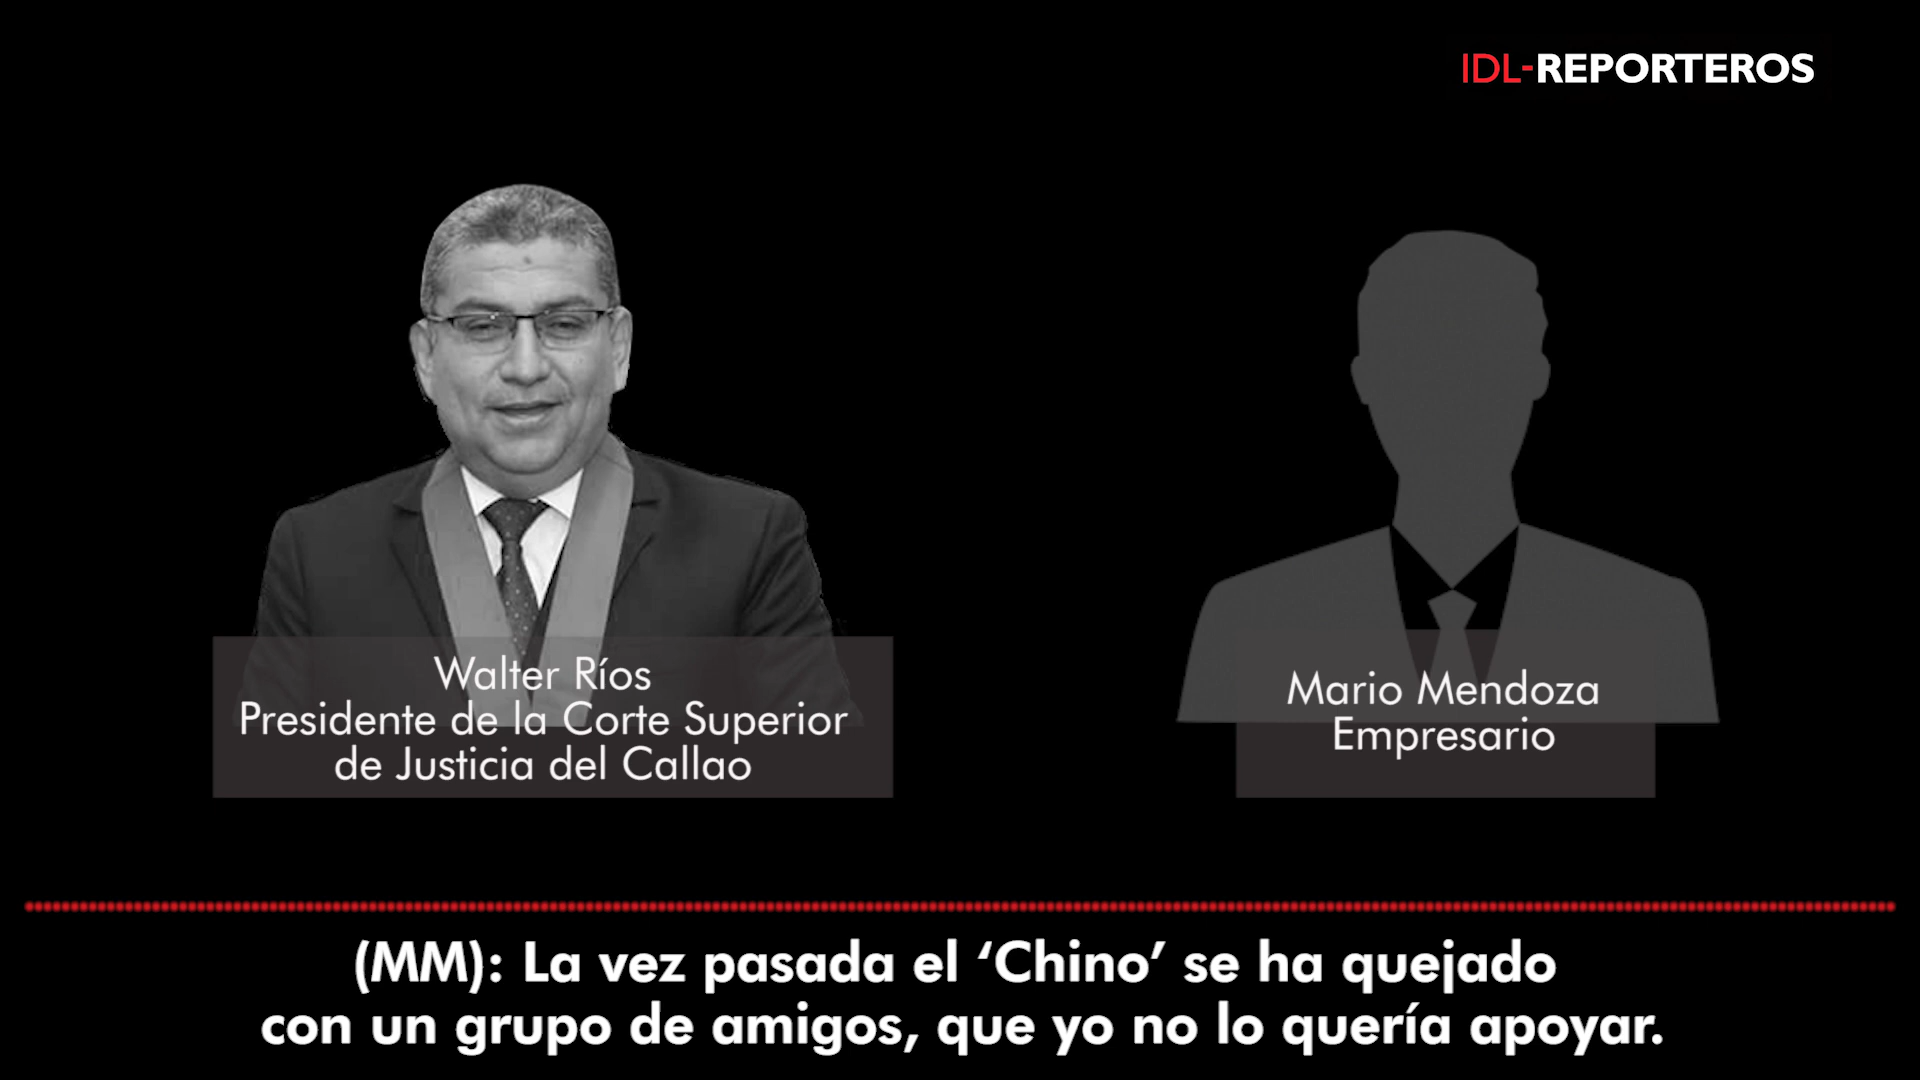 IDL-REPORTEROS
Walter Ríos
Presidente de la Corte Superior
de Justicia del Callao
Mario Mendoza
Empresario
(MM): La vez pasada el ‘Chino’ se ha quejado
con un grupo de amigos, que yo no lo quería apoyar.